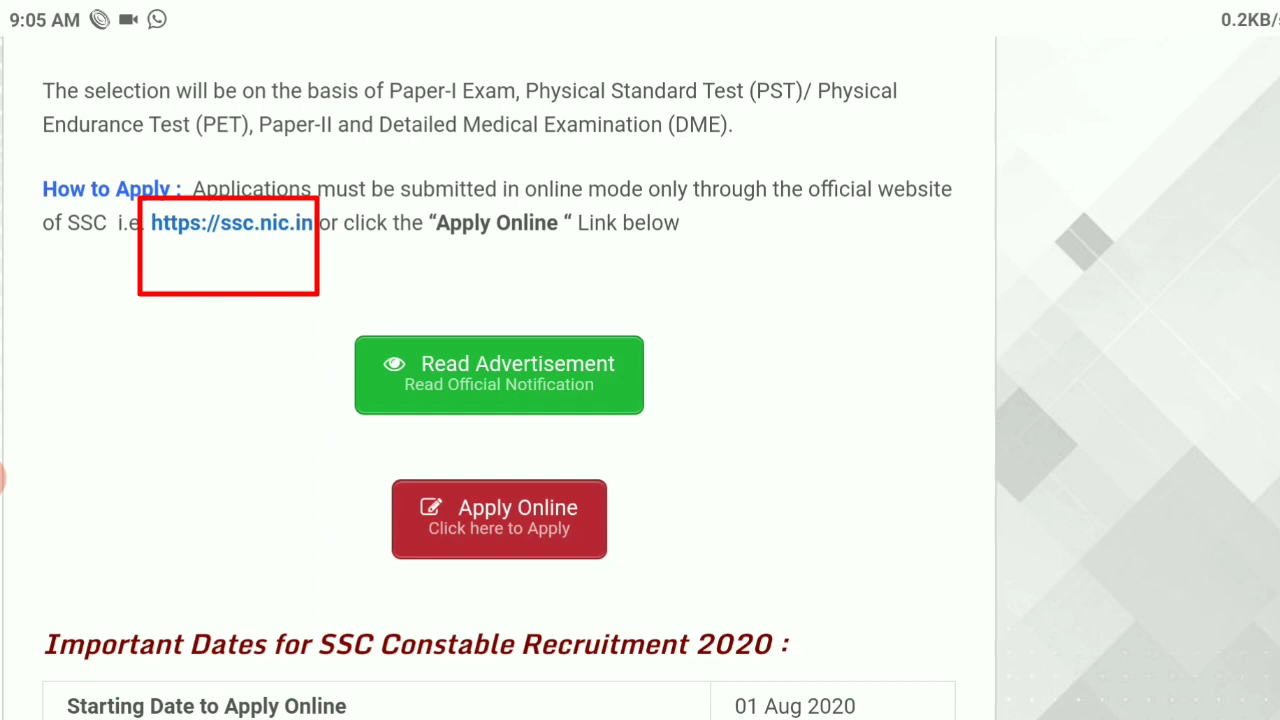 9:05 AM
0.2KB/
The selection will be on the basis of Paper-I Exam, Physical Standard Test (PST)/ Physical
Endurance Test (PET), Paper-II and Detailed Medical Examination (DME).
How to Apply : Applications must be submitted in online mode only through the official website
of SSC i.e. https://ssc.nic.in or click the “Apply Online “ Link below
Read Advertisement
Read Official Notification
Apply Online
Click here to Apply
Important Dates for SSC Constable Recruitment 2020 :
Starting Date to Apply Online 01 Aug 2020